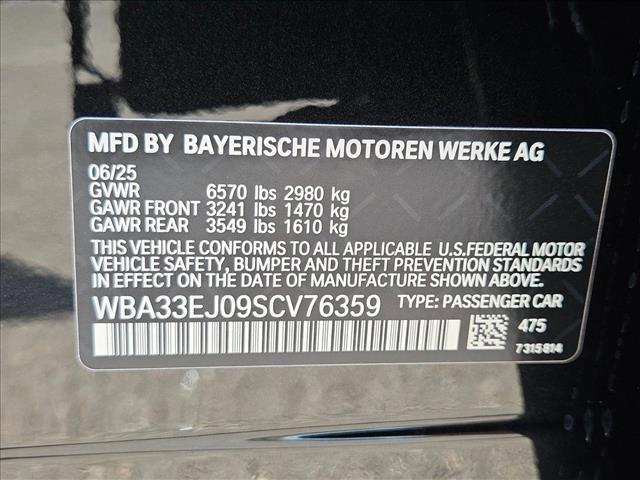 MFD BY BAYERISCHE MOTOREN WERKE AG
06/25
GVWR 6570 lbs 2980 kg
GAWR FRONT 3241 lbs 1470 kg
GAWR REAR 3549 lbs 1610 kg
THIS VEHICLE CONFORMS TO ALL APPLICABLE U.S.FEDERAL MOTOR
VEHICLE SAFETY, BUMPER AND THEFT PREVENTION STANDARDS
IN EFFECT ON THE DATE OF MANUFACTURE SHOWN ABOVE.
WBA33EJ09SCV76359 TYPE: PASSENGER CAR
475
7315814